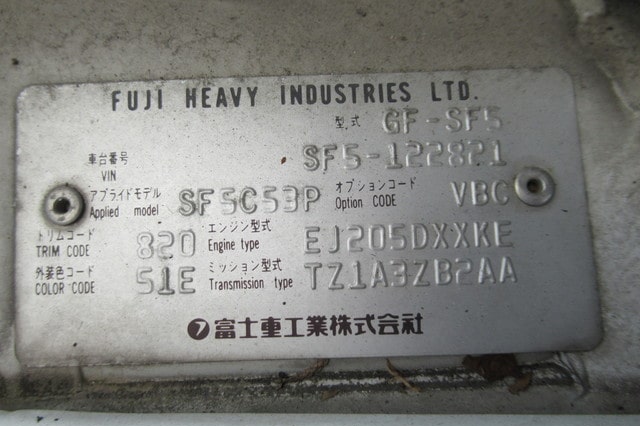 FUJI HEAVY INDUSTRIES LTD.
型式 GF-SF5
車台番号 VIN SF5-122821
アプライドモデル Applied model SF5C53P オプションコード Option CODE VBC
トリムコード TRIM CODE 820 エンジン型式 Engine type EJ205DXXKE
外装色コード COLOR CODE 51E ミッション型式 Transmission type TZ1A3ZB2AA
富士重工業株式会社